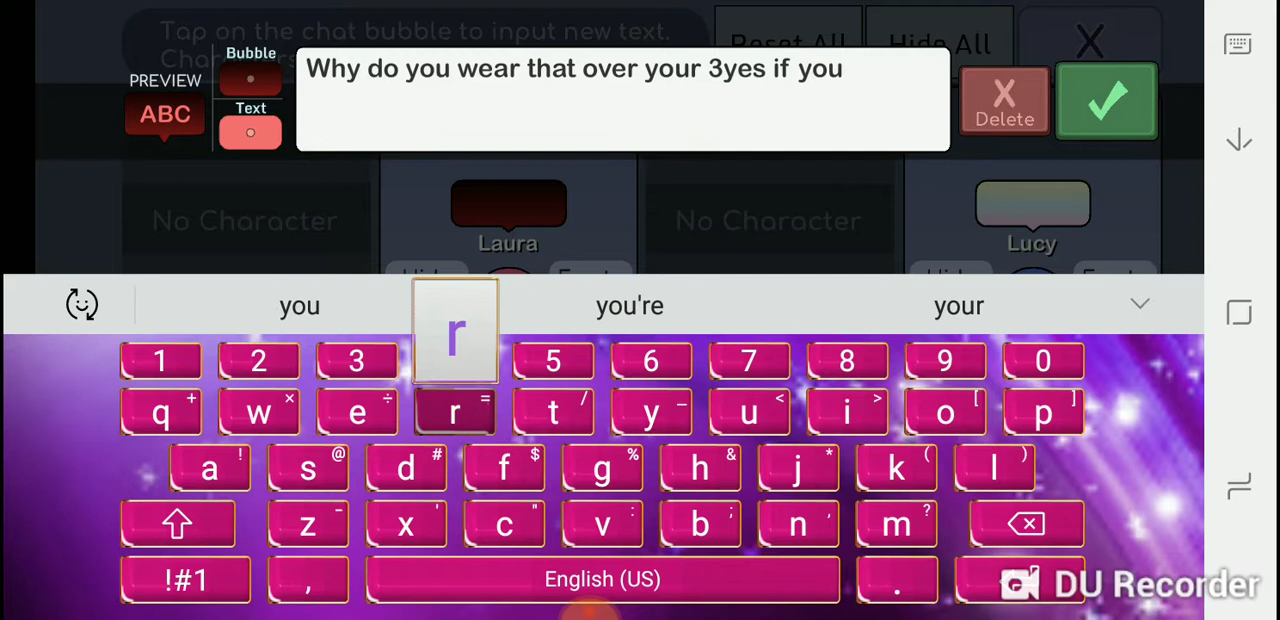 Tap on the chat bubble to input new text.
Reset All
Hide All
X
Bubble
PREVIEW
ABC
Text
Why do you wear that over your 3yes if you
X
Delete
No Character
Laura
No Character
Lucy
you
r
you're
your
1 2 3 5 6 7 8 9 0
q + w × e ÷ r = t / y _ u < i > o [ p ]
a ! s @ d # f $ g % h & j * k ( l )
z - x ' c " v : b ; n , m ?
!#1 , English (US) .
DU Recorder